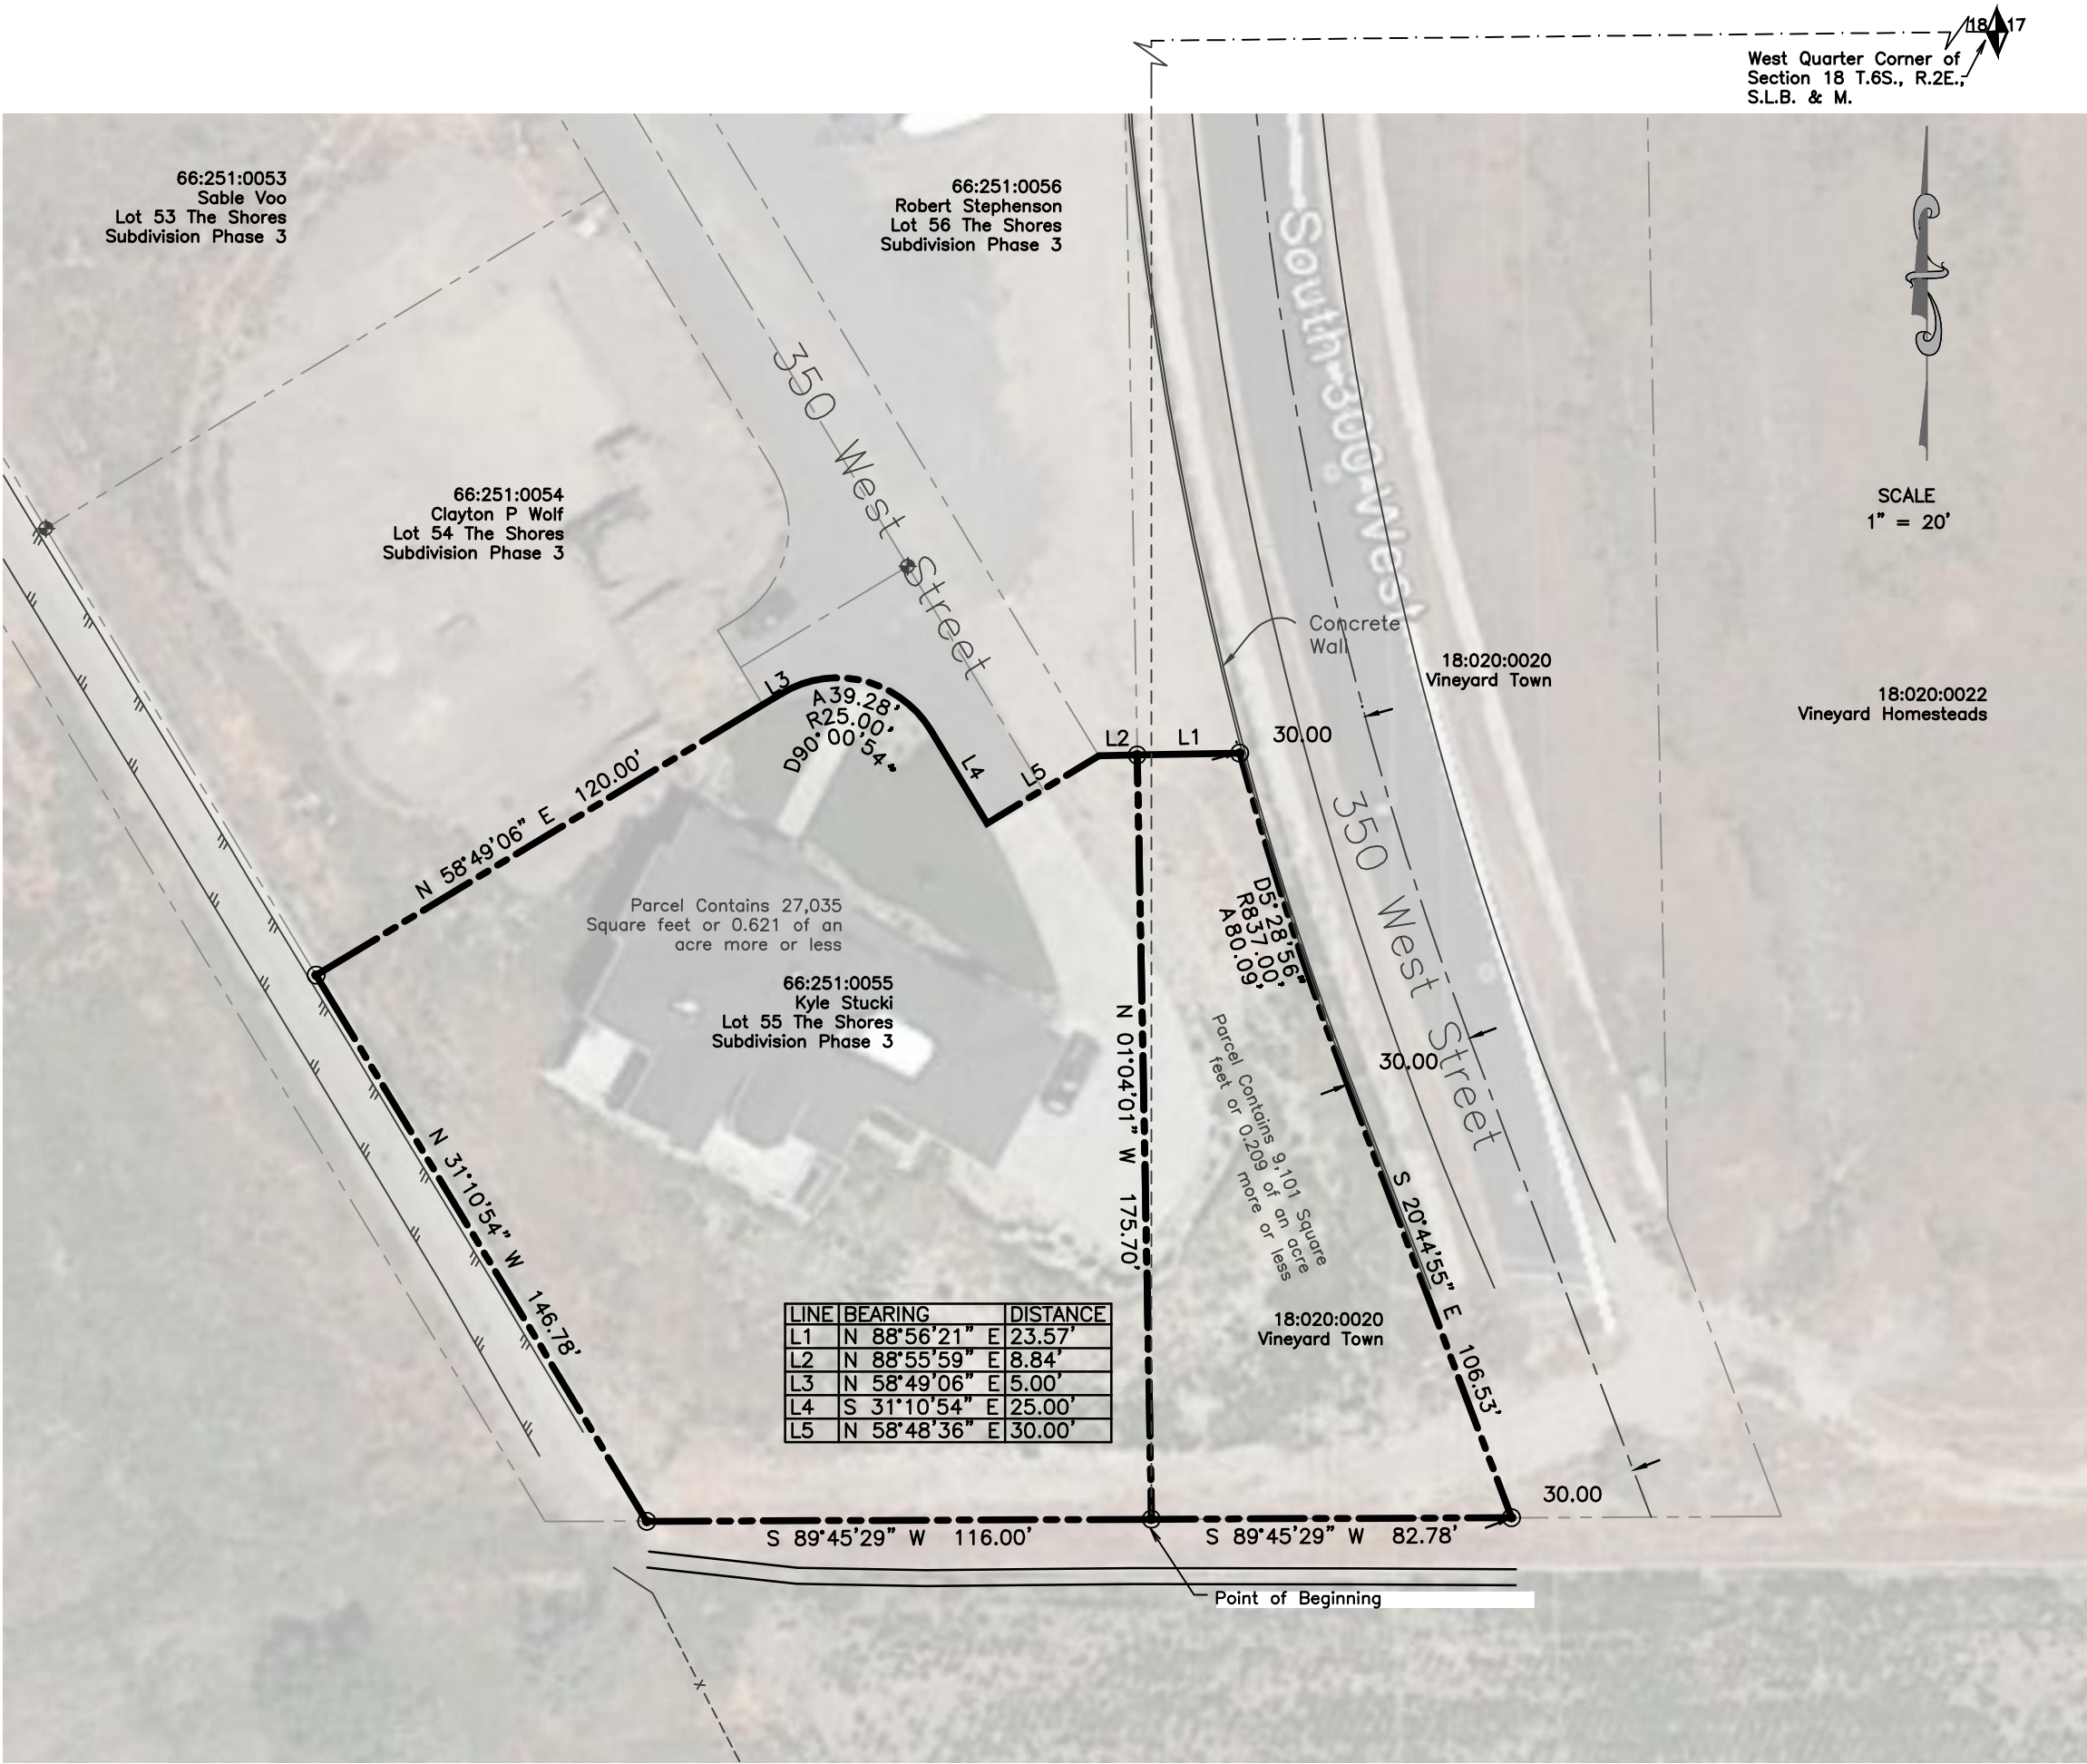 18 17
West Quarter Corner of
Section 18 T.6S., R.2E.,
S.L.B. & M.
66:251:0053
Sable Voo
Lot 53 The Shores
Subdivision Phase 3
66:251:0056
Robert Stephenson
Lot 56 The Shores
Subdivision Phase 3
South 300 West
350 West Street
SCALE
1" = 20'
66:251:0054
Clayton P Wolf
Lot 54 The Shores
Subdivision Phase 3
Concrete
Wall
18:020:0020
Vineyard Town
18:020:0022
Vineyard Homesteads
L3
A39.28'
R25.00'
D90°00'54"
L4
L5
L2
L1
30.00
N 58°49'06" E 120.00'
350 West Street
D5°28'56"
R837.00'
A80.09'
Parcel Contains 27,035
Square feet or 0.621 of an
acre more or less
66:251:0055
Kyle Stucki
Lot 55 The Shores
Subdivision Phase 3
N 01°04'01" W 175.70'
Parcel Contains 9,101 Square
feet or 0.209 of an acre
more or less
30.00
N 31°10'54" W 146.78'
S 20°44'55" E 106.53'
18:020:0020
Vineyard Town
LINE BEARING DISTANCE
L1 N 88°56'21" E 23.57'
L2 N 88°55'59" E 8.84'
L3 N 58°49'06" E 5.00'
L4 S 31°10'54" E 25.00'
L5 N 58°48'36" E 30.00'
30.00
S 89°45'29" W 116.00'
S 89°45'29" W 82.78'
Point of Beginning
x